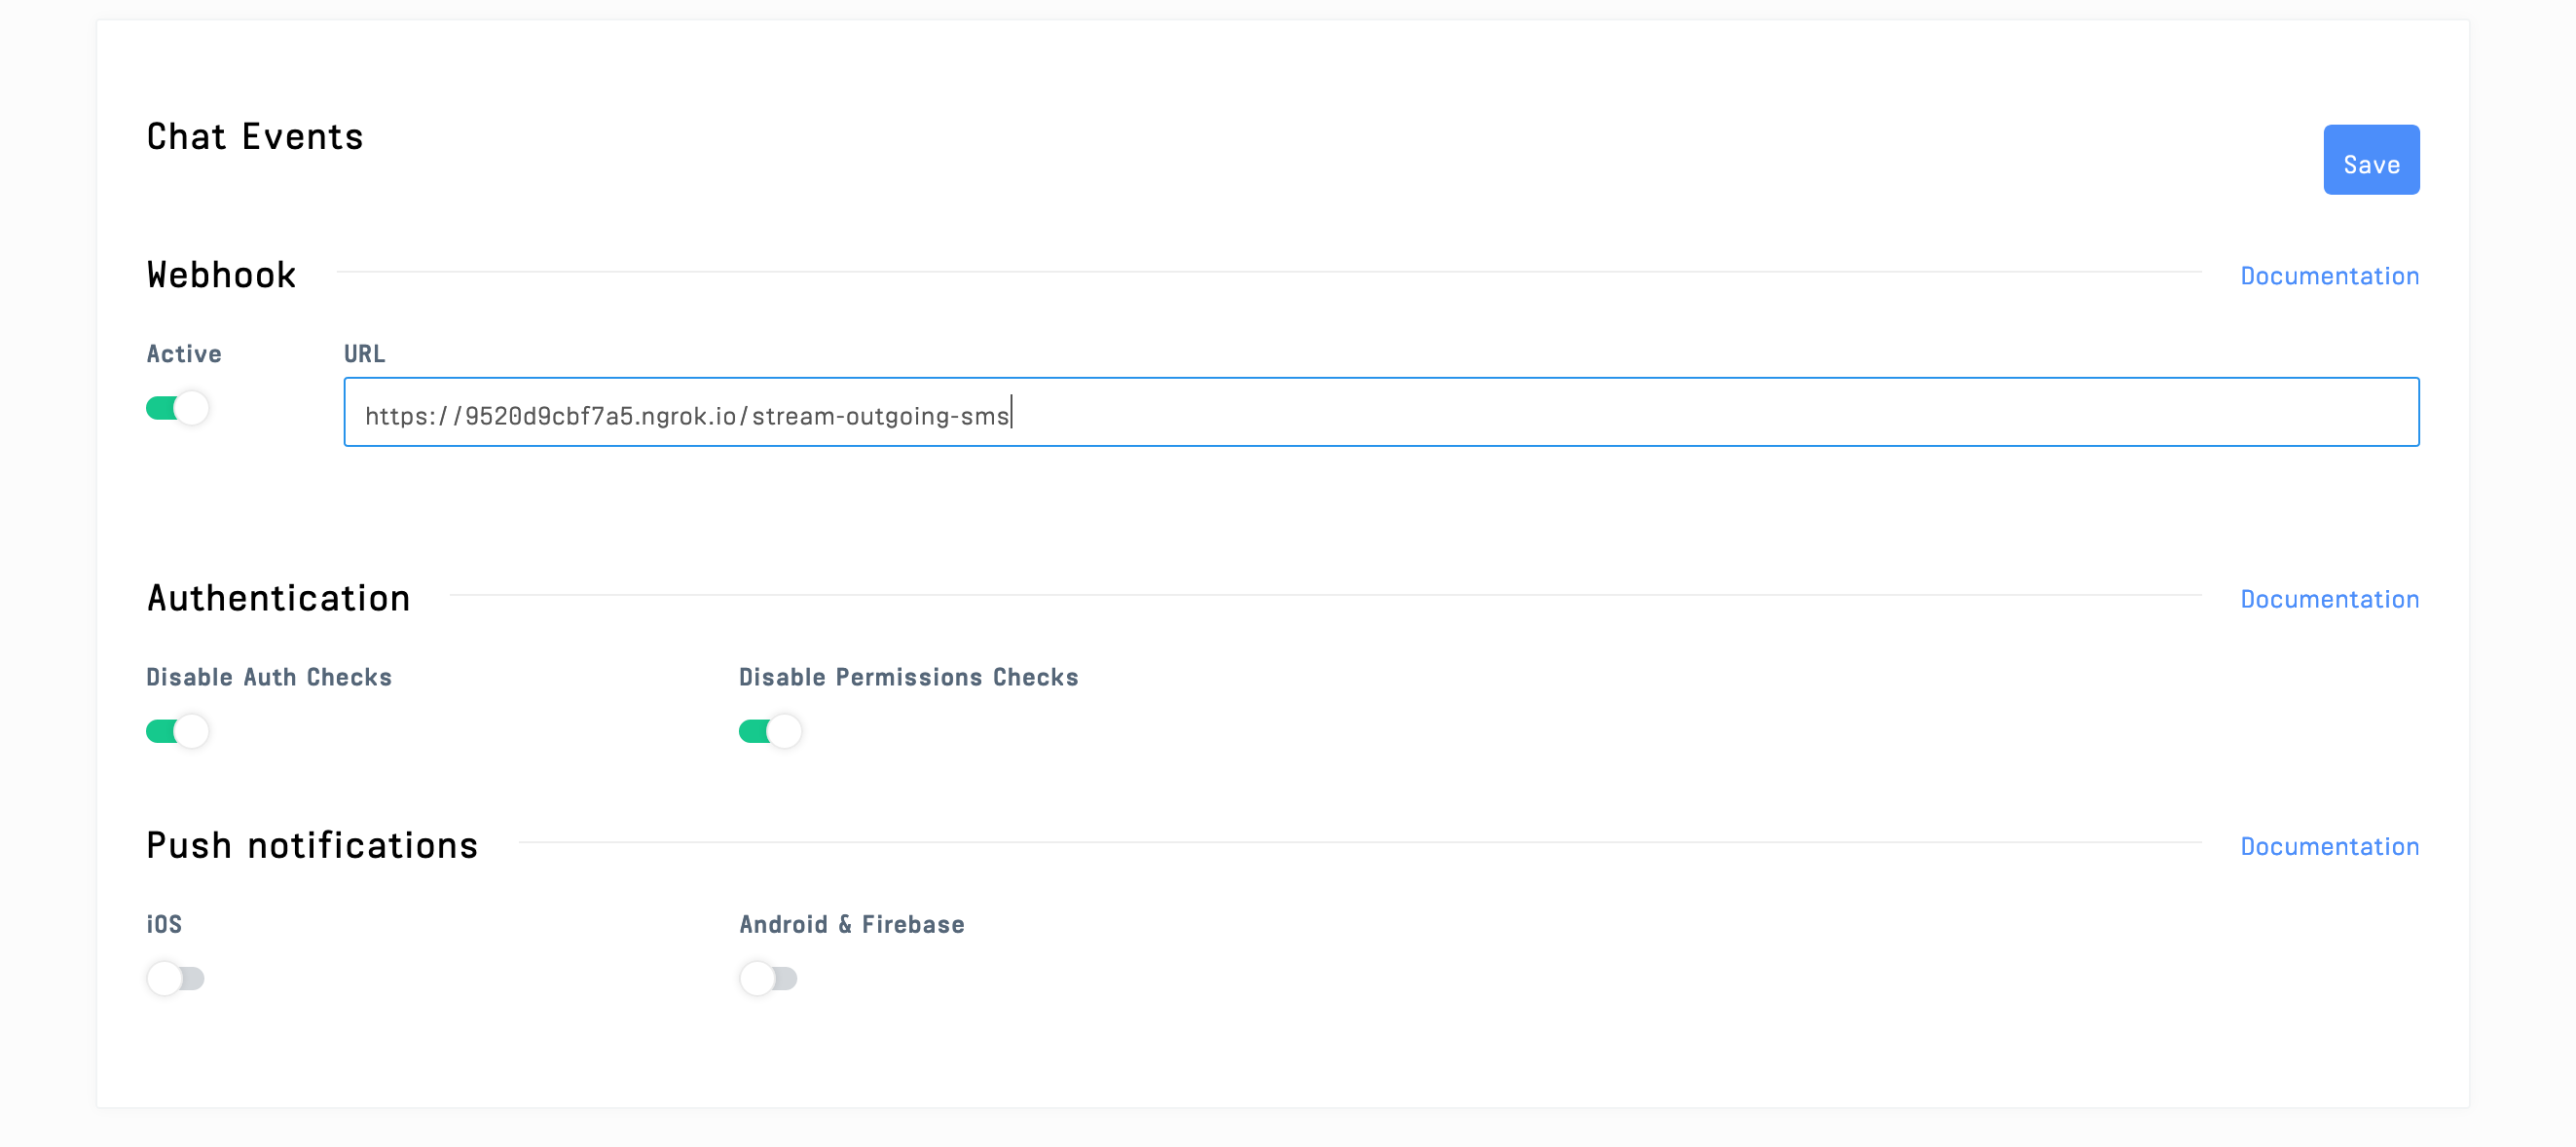 Chat Events
Save
Webhook
Documentation
Active
URL
https://9520d9cbf7a5.ngrok.io/stream-outgoing-sms
Authentication
Documentation
Disable Auth Checks
Disable Permissions Checks
Push notifications
Documentation
iOS
Android & Firebase